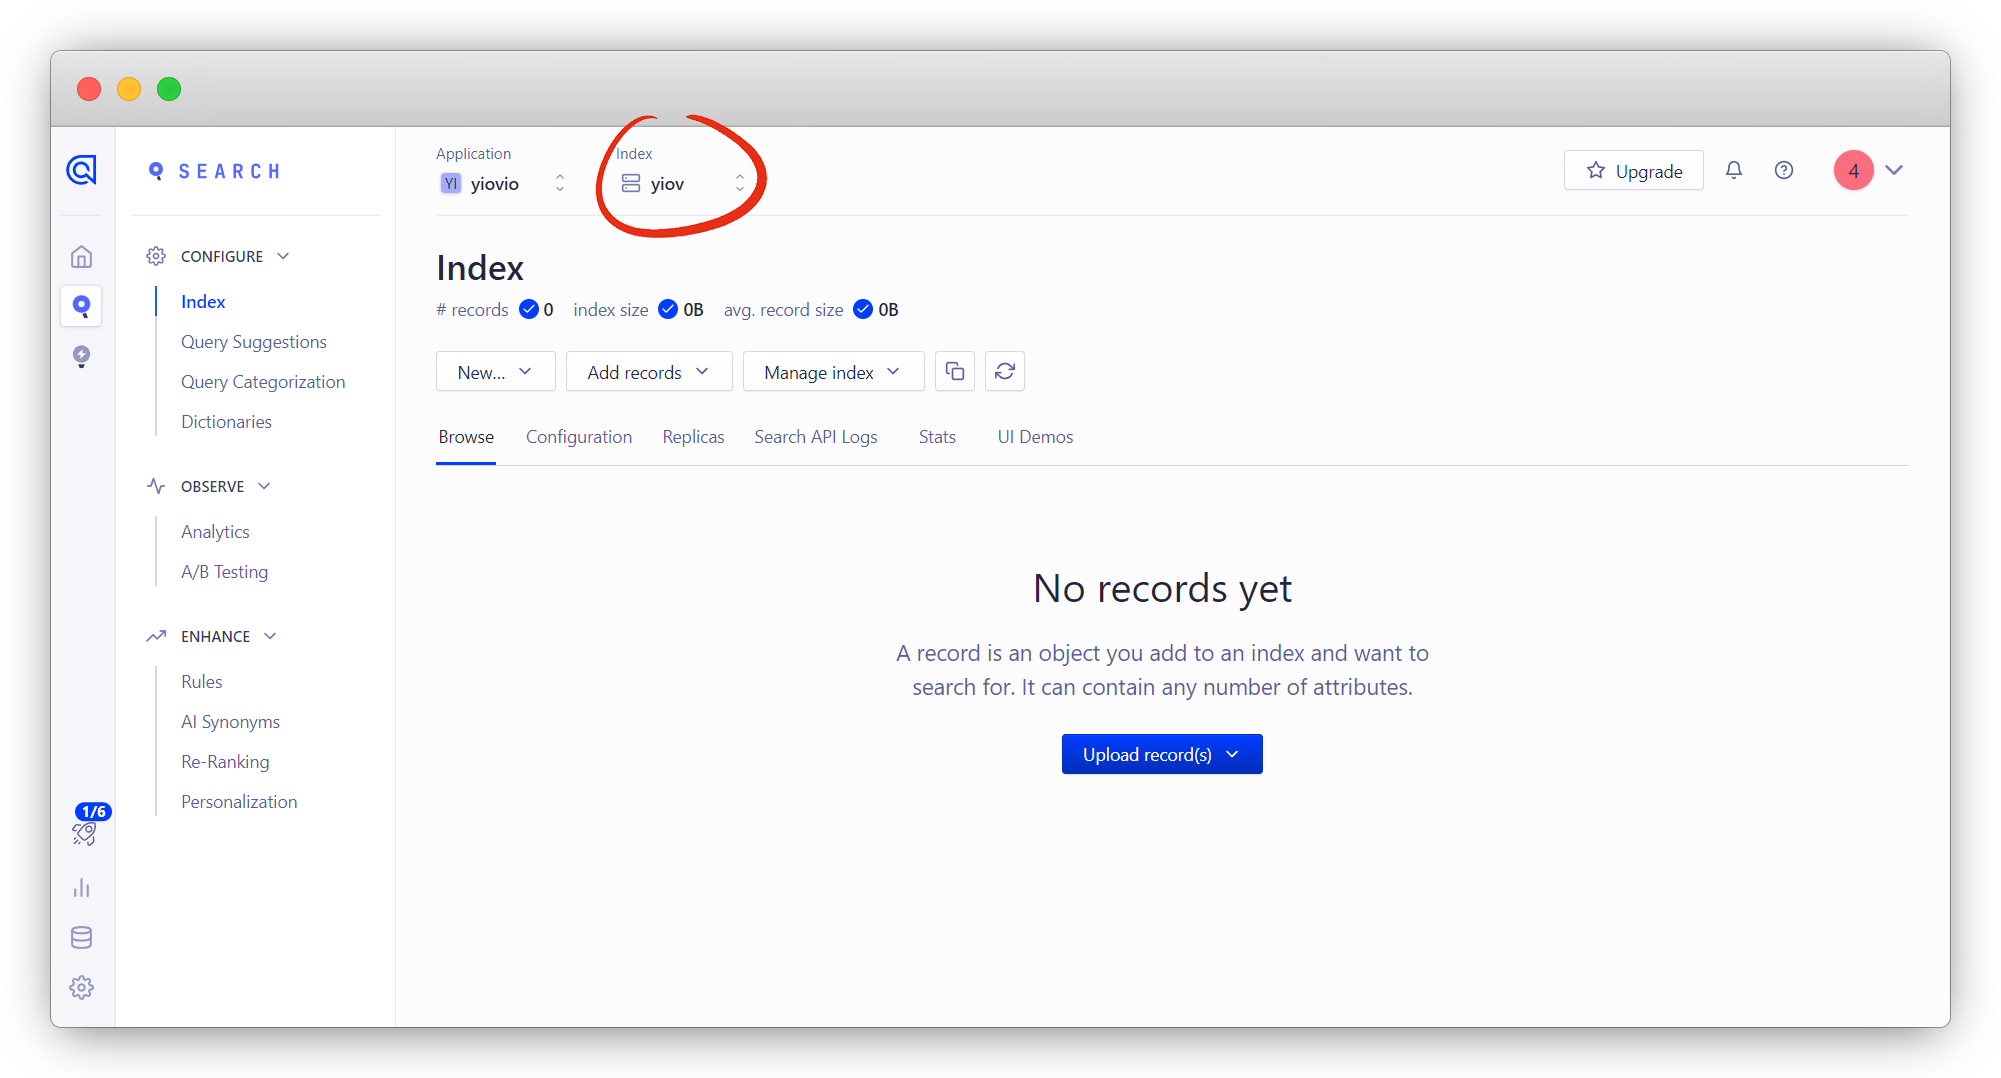 SEARCH
CONFIGURE
Index
Query Suggestions
Query Categorization
Dictionaries
OBSERVE
Analytics
A/B Testing
ENHANCE
Rules
AI Synonyms
Re-Ranking
Personalization
1/6
Application
YI yiovio
Index
yiov
Upgrade
4
Index
# records 0 index size 0B avg. record size 0B
New... Add records Manage index
Browse Configuration Replicas Search API Logs Stats UI Demos
No records yet
A record is an object you add to an index and want to
search for. It can contain any number of attributes.
Upload record(s)